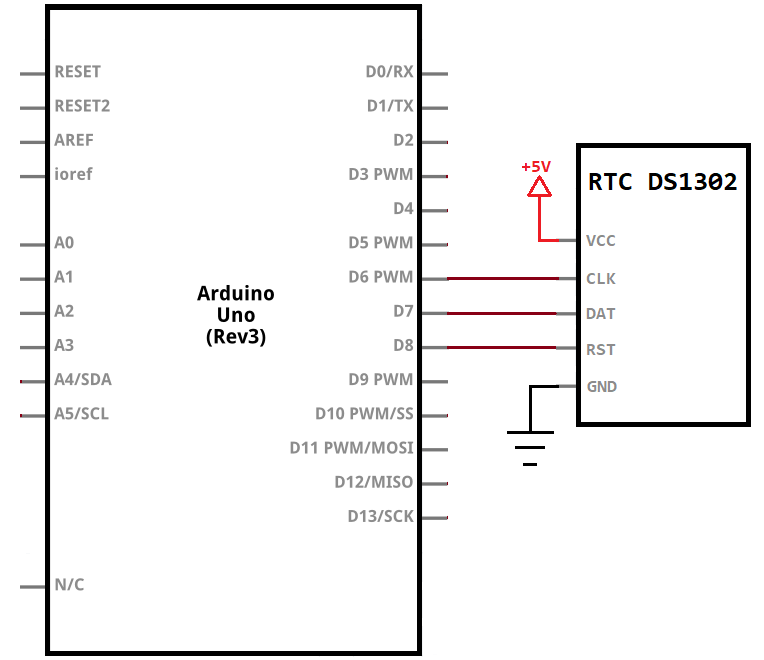 RESET
RESET2
AREF
ioref
A0
A1
A2
A3
A4/SDA
A5/SCL
N/C
Arduino
Uno
(Rev3)
D0/RX
D1/TX
D2
D3 PWM
D4
D5 PWM
D6 PWM
D7
D8
D9 PWM
D10 PWM/SS
D11 PWM/MOSI
D12/MISO
D13/SCK
+5V
RTC DS1302
VCC
CLK
DAT
RST
GND